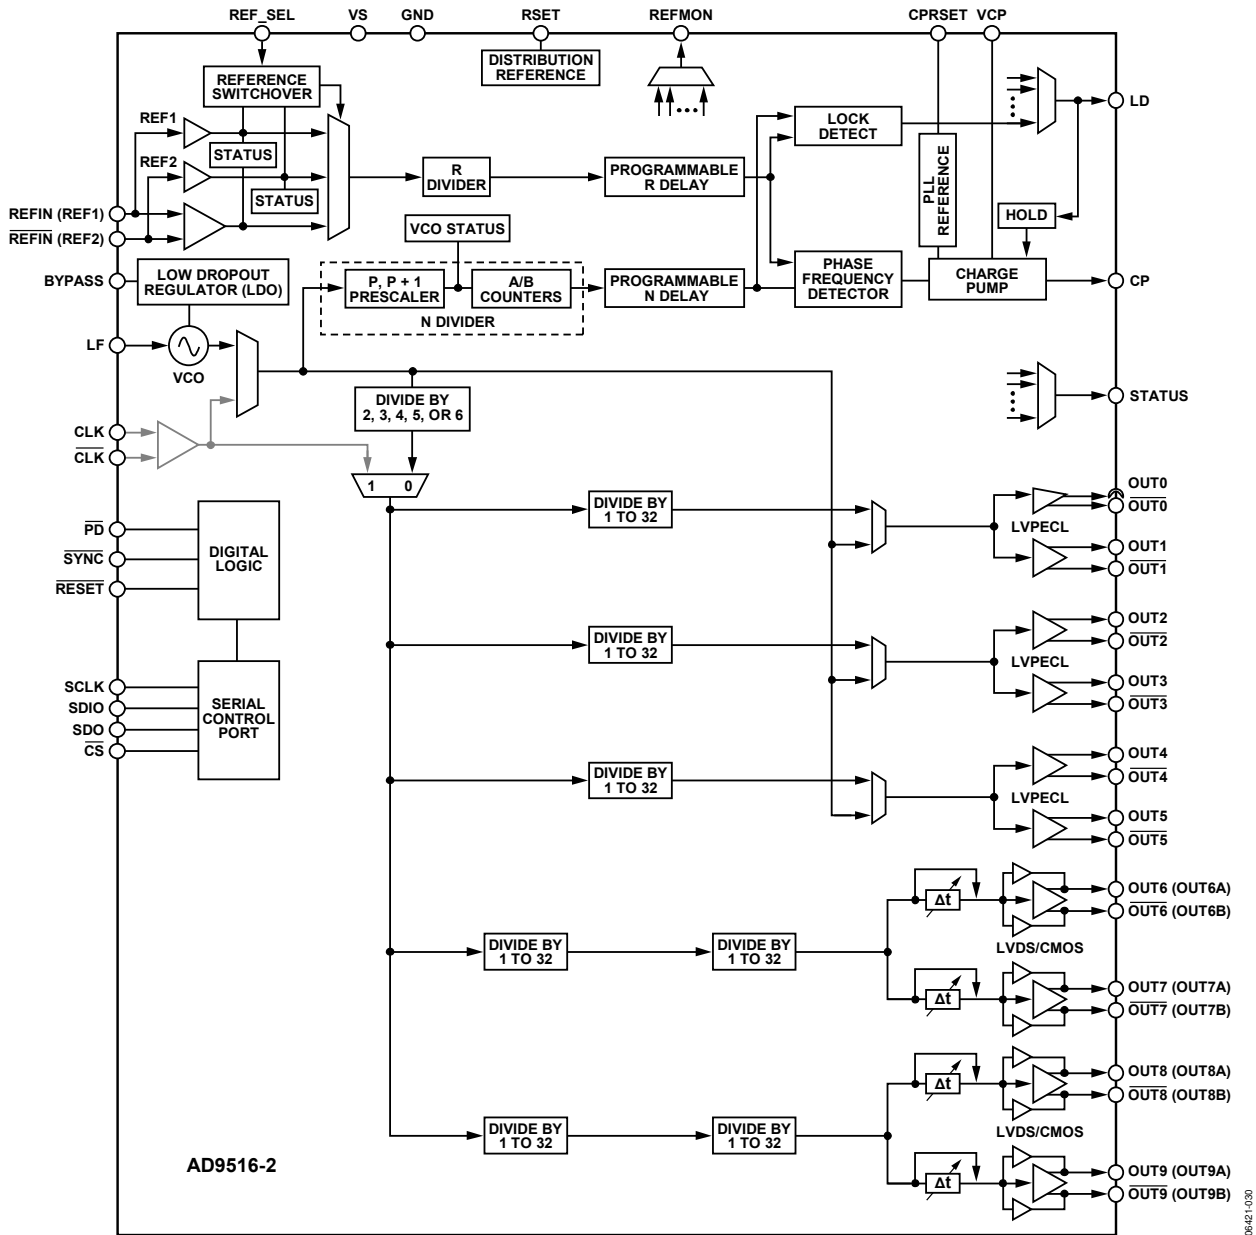 REF_SEL
VS
GND
RSET
REFMON
CPRSET
VCP
DISTRIBUTION
REFERENCE
REFERENCE
SWITCHOVER
REF1
STATUS
REF2
STATUS
R
DIVIDER
PROGRAMMABLE
R DELAY
LOCK
DETECT
PLL
REFERENCE
LD
HOLD
REFIN (REF1)
REFIN (REF2)
BYPASS
LOW DROPOUT
REGULATOR (LDO)
VCO STATUS
P, P + 1
PRESCALER
A/B
COUNTERS
N DIVIDER
PROGRAMMABLE
N DELAY
PHASE
FREQUENCY
DETECTOR
CHARGE
PUMP
CP
LF
VCO
DIVIDE BY
2, 3, 4, 5, OR 6
STATUS
CLK
CLK
1 0
PD
SYNC
RESET
DIGITAL
LOGIC
DIVIDE BY
1 TO 32
LVPECL
OUT0
OUT0
OUT1
OUT1
DIVIDE BY
1 TO 32
LVPECL
OUT2
OUT2
OUT3
OUT3
SCLK
SDIO
SDO
CS
SERIAL
CONTROL
PORT
DIVIDE BY
1 TO 32
LVPECL
OUT4
OUT4
OUT5
OUT5
DIVIDE BY
1 TO 32
DIVIDE BY
1 TO 32
Δt
Δt
LVDS/CMOS
OUT6 (OUT6A)
OUT6 (OUT6B)
OUT7 (OUT7A)
OUT7 (OUT7B)
DIVIDE BY
1 TO 32
DIVIDE BY
1 TO 32
Δt
Δt
LVDS/CMOS
OUT8 (OUT8A)
OUT8 (OUT8B)
OUT9 (OUT9A)
OUT9 (OUT9B)
AD9516-2
06421-030